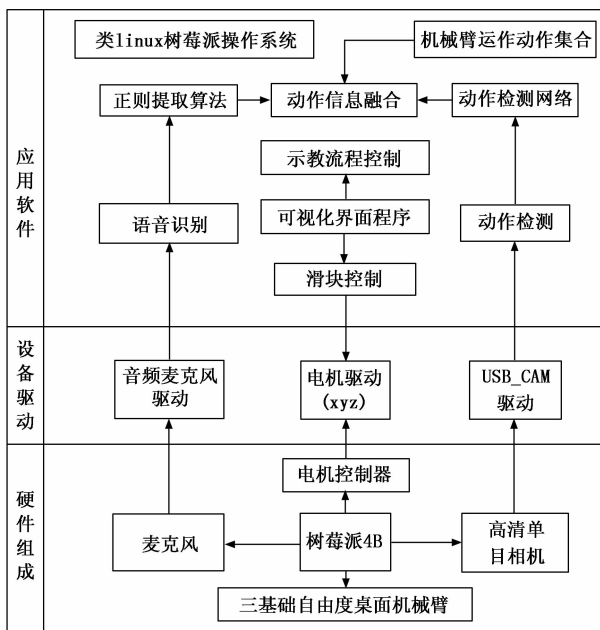 类linux树莓派操作系统
机械臂运作动作集合
正则提取算法
动作信息融合
动作检测网络
应用软件
示教流程控制
语音识别
可视化界面程序
动作检测
滑块控制
设备驱动
音频麦克风
驱动
电机驱动
(xyz)
USB_CAM
驱动
硬件组成
电机控制器
麦克风
树莓派4B
高清单
目相机
三基础自由度桌面机械臂